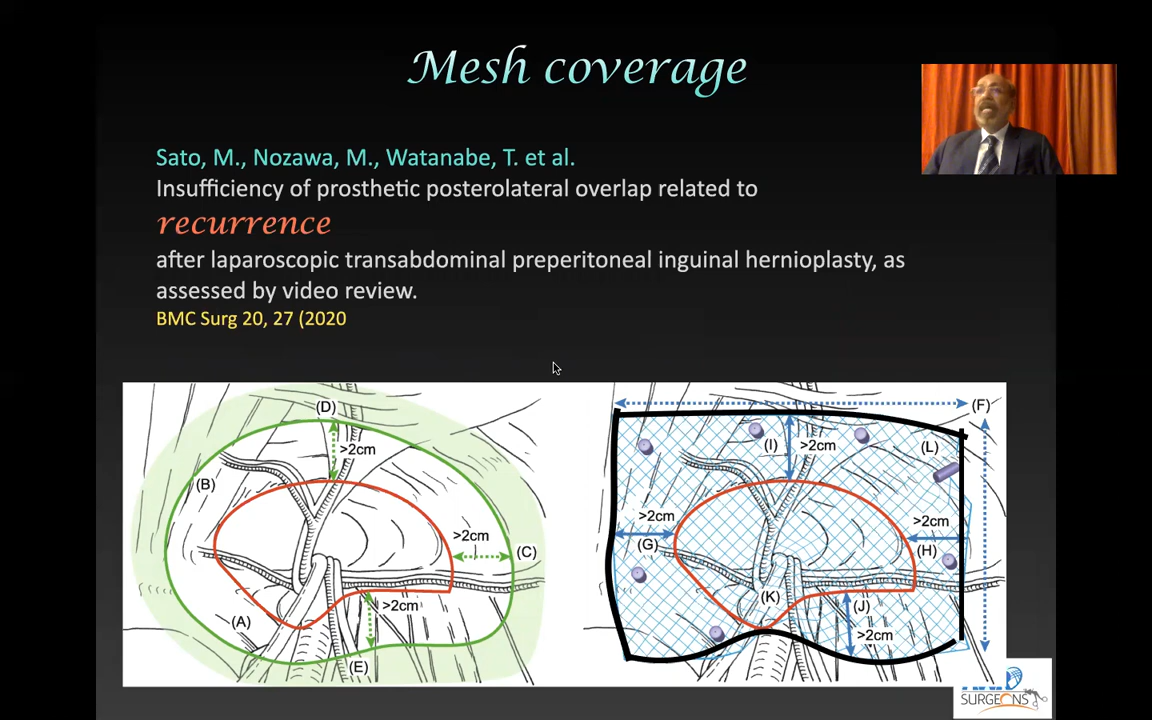 Mesh coverage
Sato, M., Nozawa, M., Watanabe, T. et al.
Insufficiency of prosthetic posterolateral overlap related to
recurrence
after laparoscopic transabdominal preperitoneal inguinal hernioplasty, as
assessed by video review.
BMC Surg 20, 27 (2020
(D)
>2cm
(B)
>2cm
(C)
>2cm
(A)
(E)
(F)
(I)
>2cm
(L)
>2cm
(G)
>2cm
(H)
(K)
(J)
>2cm
SURGEONS